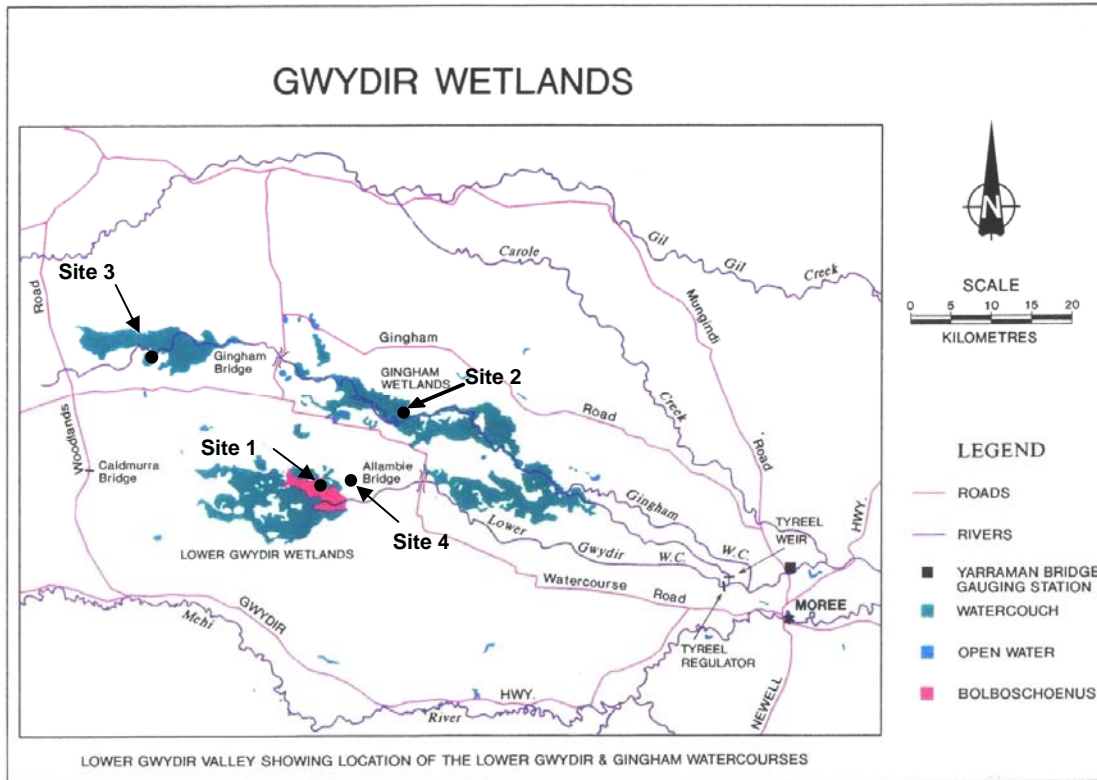 GWYDIR WETLANDS
N
SCALE
0 5 10 15 20
KILOMETRES
Carole
Creek
Gil
Gil
Creek
Mungindi
Road
Site 3
Road
Woodlands
Gingham
Bridge
Gingham
Road
GINGHAM
WETLANDS
Site 2
Caidmurra
Bridge
Site 1
Allambie
Bridge
Site 4
LOWER GWYDIR WETLANDS
Gingham
W.C.
Lower
Gwydir
W.C.
TYREEL
WEIR
HWY.
Watercourse
Road
MOREE
TYREEL
REGULATOR
GWYDIR
HWY.
Mehi
River
NEWELL
LEGEND
ROADS
RIVERS
YARRAMAN BRIDGE
GAUGING STATION
WATERCOUCH
OPEN WATER
BOLBOSCHOENUS
LOWER GWYDIR VALLEY SHOWING LOCATION OF THE LOWER GWYDIR & GINGHAM WATERCOURSES